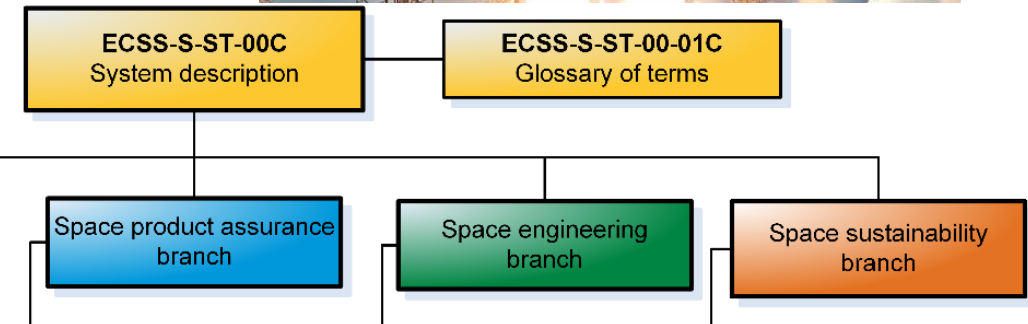 ECSS-S-ST-00C
System description
ECSS-S-ST-00-01C
Glossary of terms
Space product assurance
branch
Space engineering
branch
Space sustainability
branch